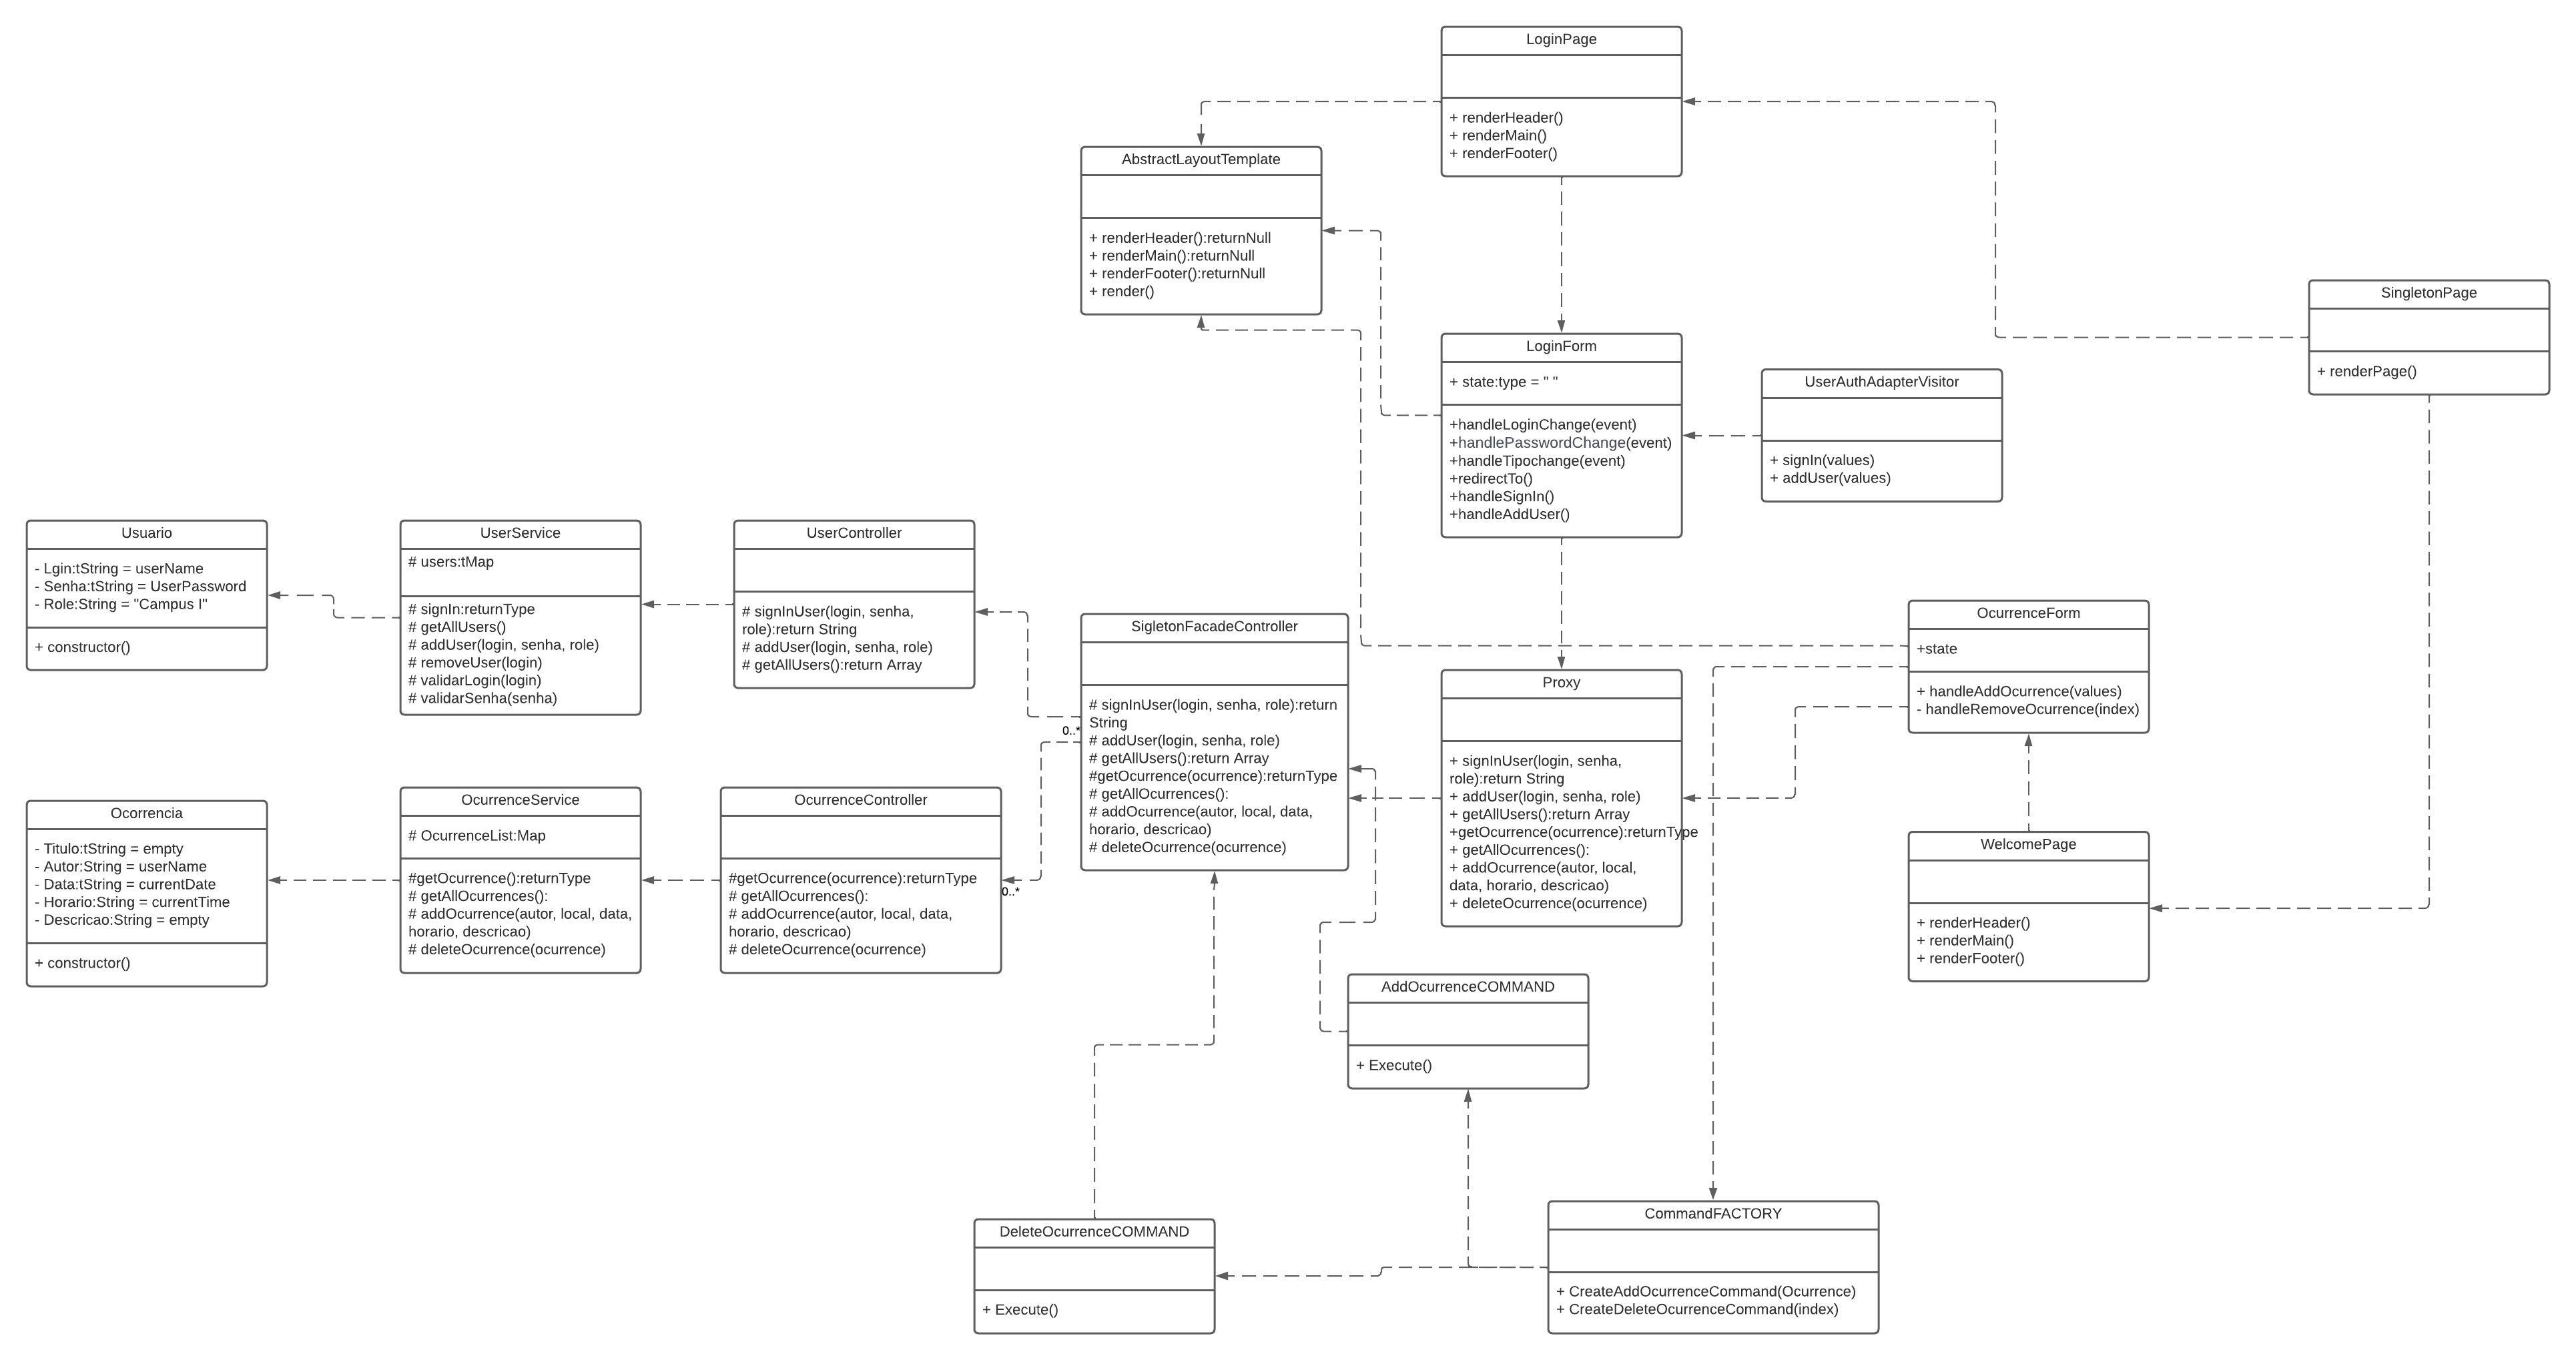 LoginPage
+ renderHeader()
+ renderMain()
+ renderFooter()
AbstractLayoutTemplate
+ renderHeader():returnNull
+ renderMain():returnNull
+ renderFooter():returnNull
+ render()
SingletonPage
+ renderPage()
LoginForm
+ state:type = " "
+handleLoginChange(event)
+handlePasswordChange(event)
+handleTipochange(event)
+redirectTo()
+handleSignIn()
+handleAddUser()
UserAuthAdapterVisitor
+ signIn(values)
+ addUser(values)
Usuario
- Lgin:tString = userName
- Senha:tString = UserPassword
- Role:String = "Campus I"
+ constructor()
UserService
# users:tMap
# signIn:returnType
# getAllUsers()
# addUser(login, senha, role)
# removeUser(login)
# validarLogin(login)
# validarSenha(senha)
UserController
# signInUser(login, senha,
role):return String
# addUser(login, senha, role)
# getAllUsers():return Array
SigletonFacadeController
# signInUser(login, senha, role):return
String
# addUser(login, senha, role)
# getAllUsers():return Array
#getOcurrence(ocurrence):returnType
# getAllOcurrences():
# addOcurrence(autor, local, data,
horario, descricao)
# deleteOcurrence(ocurrence)
0..*
0..*
Proxy
+ signInUser(login, senha,
role):return String
+ addUser(login, senha, role)
+ getAllUsers():return Array
+getOcurrence(ocurrence):returnType
+ getAllOcurrences():
+ addOcurrence(autor, local,
data, horario, descricao)
+ deleteOcurrence(ocurrence)
OcurrenceForm
+state
+ handleAddOcurrence(values)
- handleRemoveOcurrence(index)
Ocorrencia
- Titulo:tString = empty
- Autor:String = userName
- Data:tString = currentDate
- Horario:String = currentTime
- Descricao:String = empty
+ constructor()
OcurrenceService
# OcurrenceList:Map
#getOcurrence():returnType
# getAllOcurrences():
# addOcurrence(autor, local, data,
horario, descricao)
# deleteOcurrence(ocurrence)
OcurrenceController
#getOcurrence(ocurrence):returnType
# getAllOcurrences():
# addOcurrence(autor, local, data,
horario, descricao)
# deleteOcurrence(ocurrence)
WelcomePage
+ renderHeader()
+ renderMain()
+ renderFooter()
AddOcurrenceCOMMAND
+ Execute()
DeleteOcurrenceCOMMAND
+ Execute()
CommandFACTORY
+ CreateAddOcurrenceCommand(Ocurrence)
+ CreateDeleteOcurrenceCommand(index)